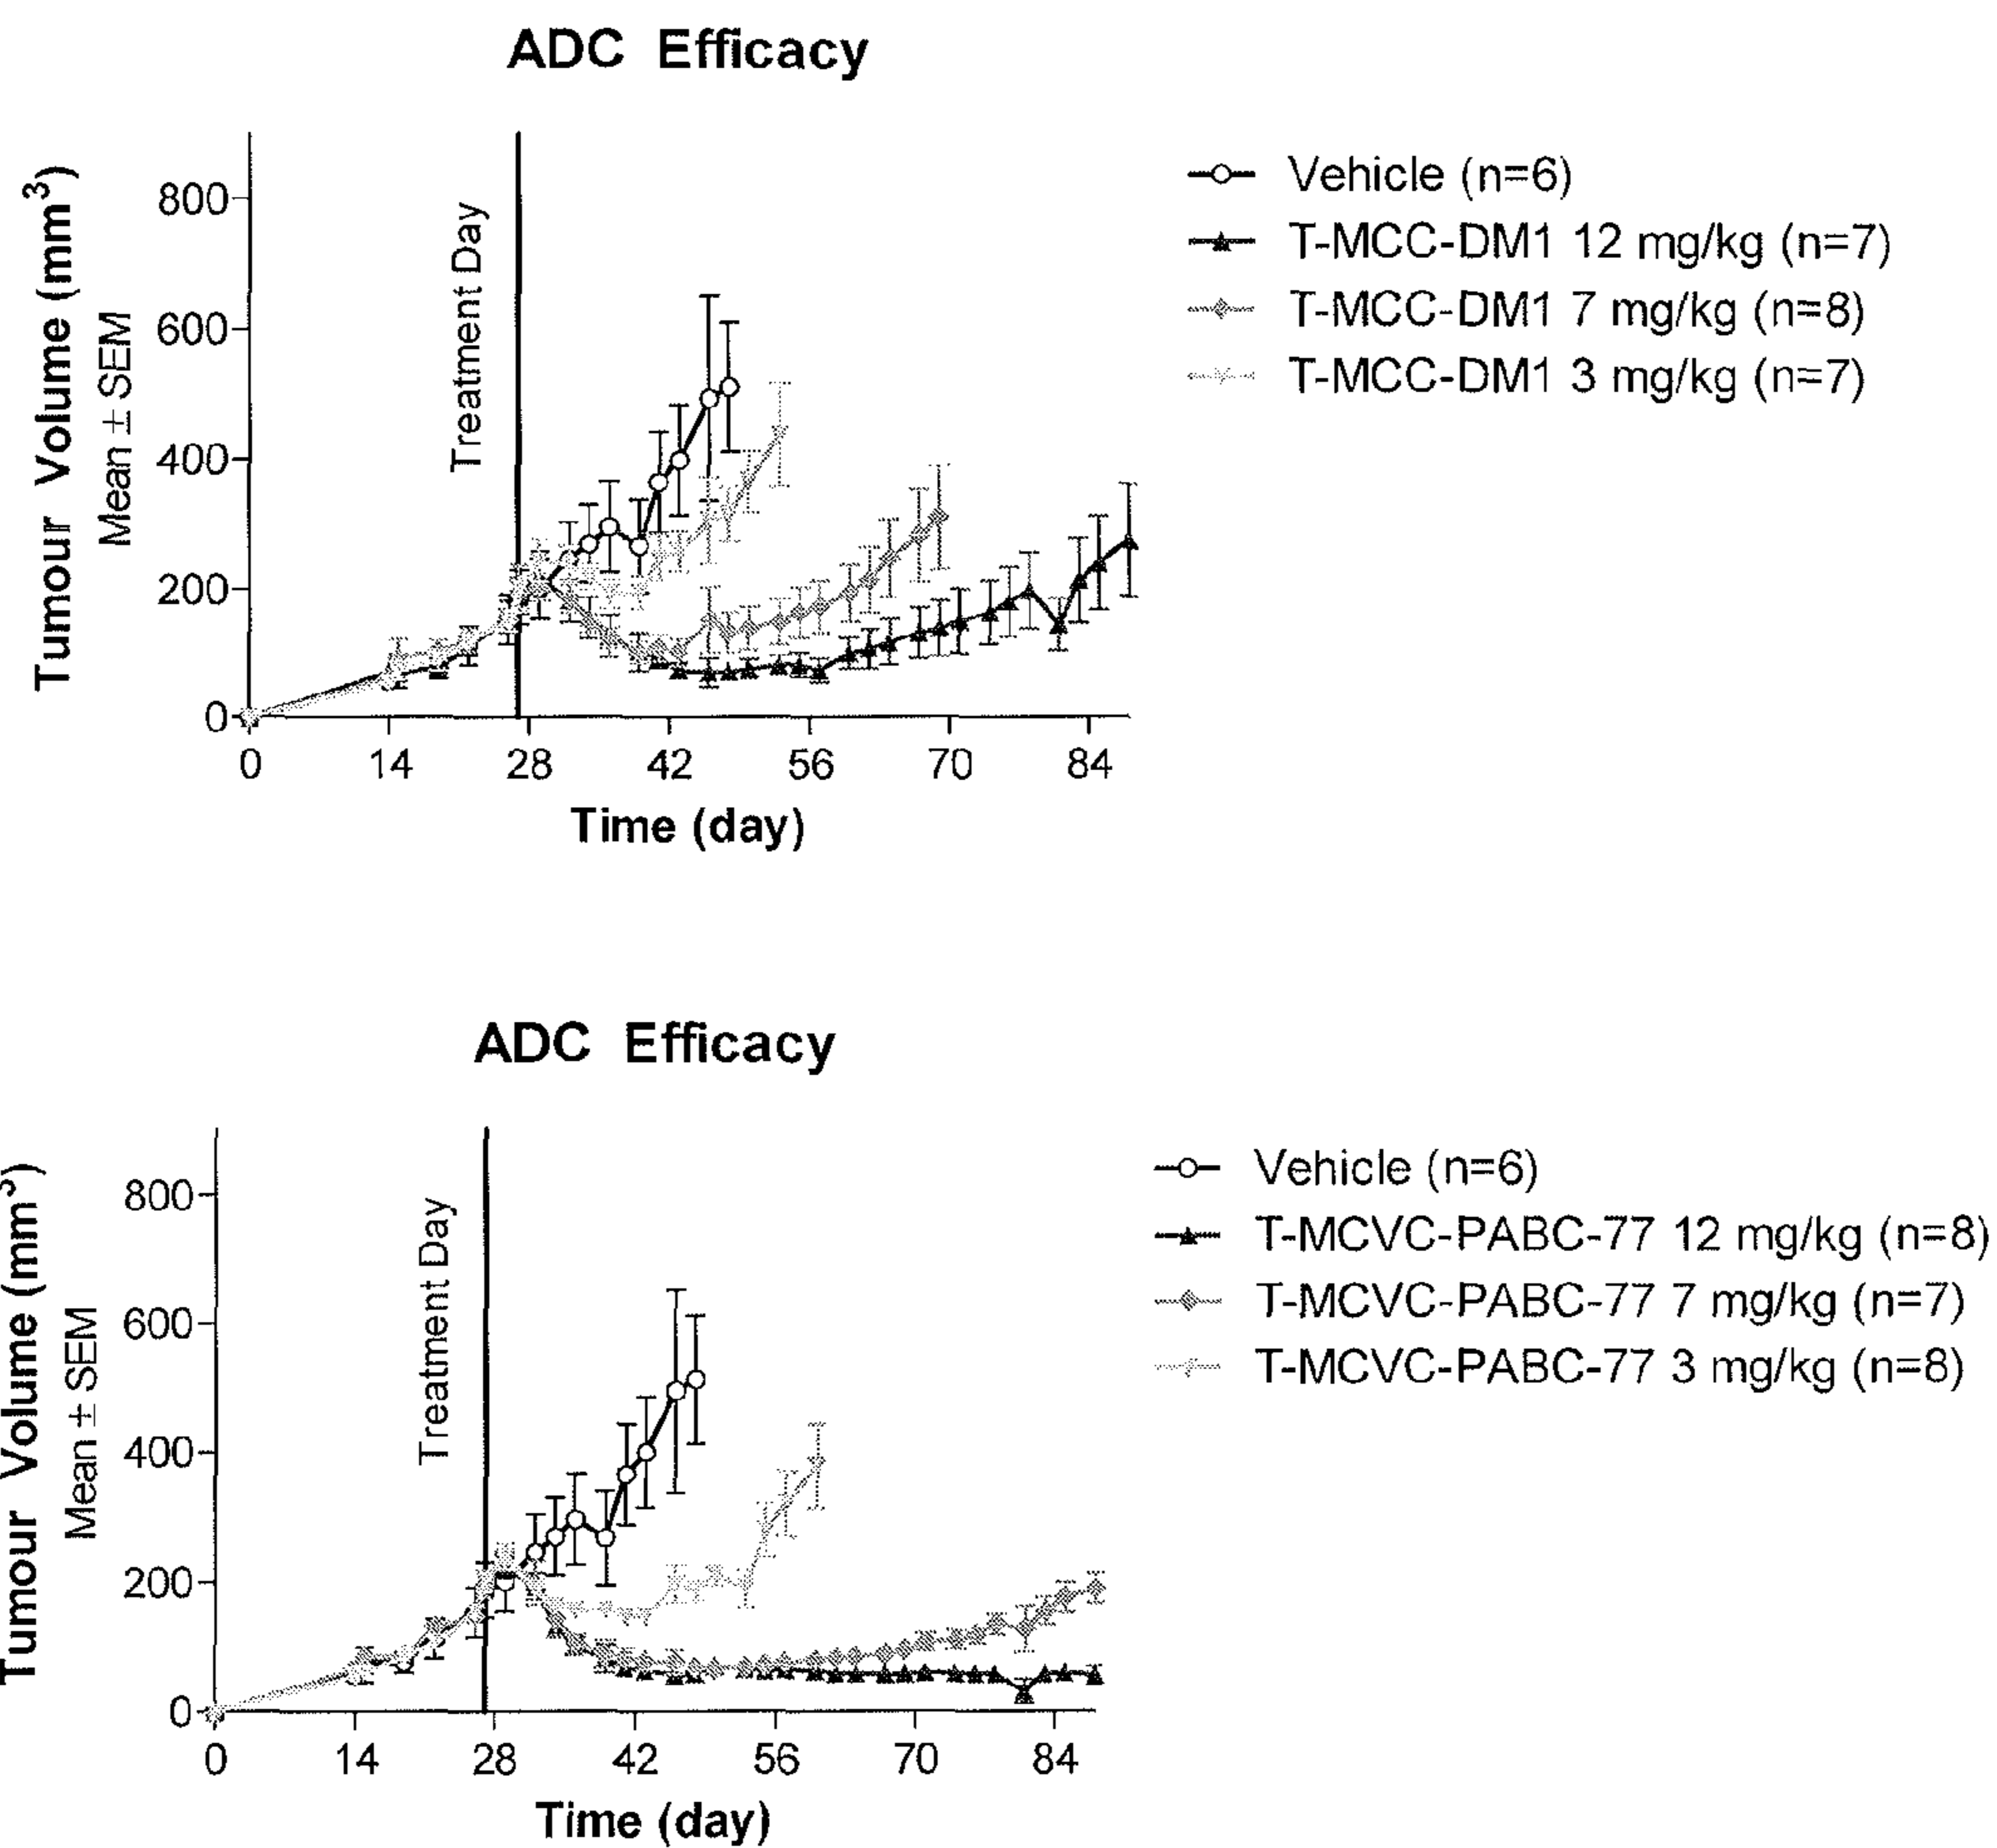 ADC Efficacy
Tumour Volume (mm³)
Mean ± SEM
Treatment Day
800
600
400
200
0
0 14 28 42 56 70 84
Time (day)
Vehicle (n=6)
T-MCC-DM1 12 mg/kg (n=7)
T-MCC-DM1 7 mg/kg (n=8)
T-MCC-DM1 3 mg/kg (n=7)
ADC Efficacy
Tumour Volume (mm³)
Mean ± SEM
Treatment Day
800
600
400
200
0
0 14 28 42 56 70 84
Time (day)
Vehicle (n=6)
T-MCVC-PABC-77 12 mg/kg (n=8)
T-MCVC-PABC-77 7 mg/kg (n=7)
T-MCVC-PABC-77 3 mg/kg (n=8)